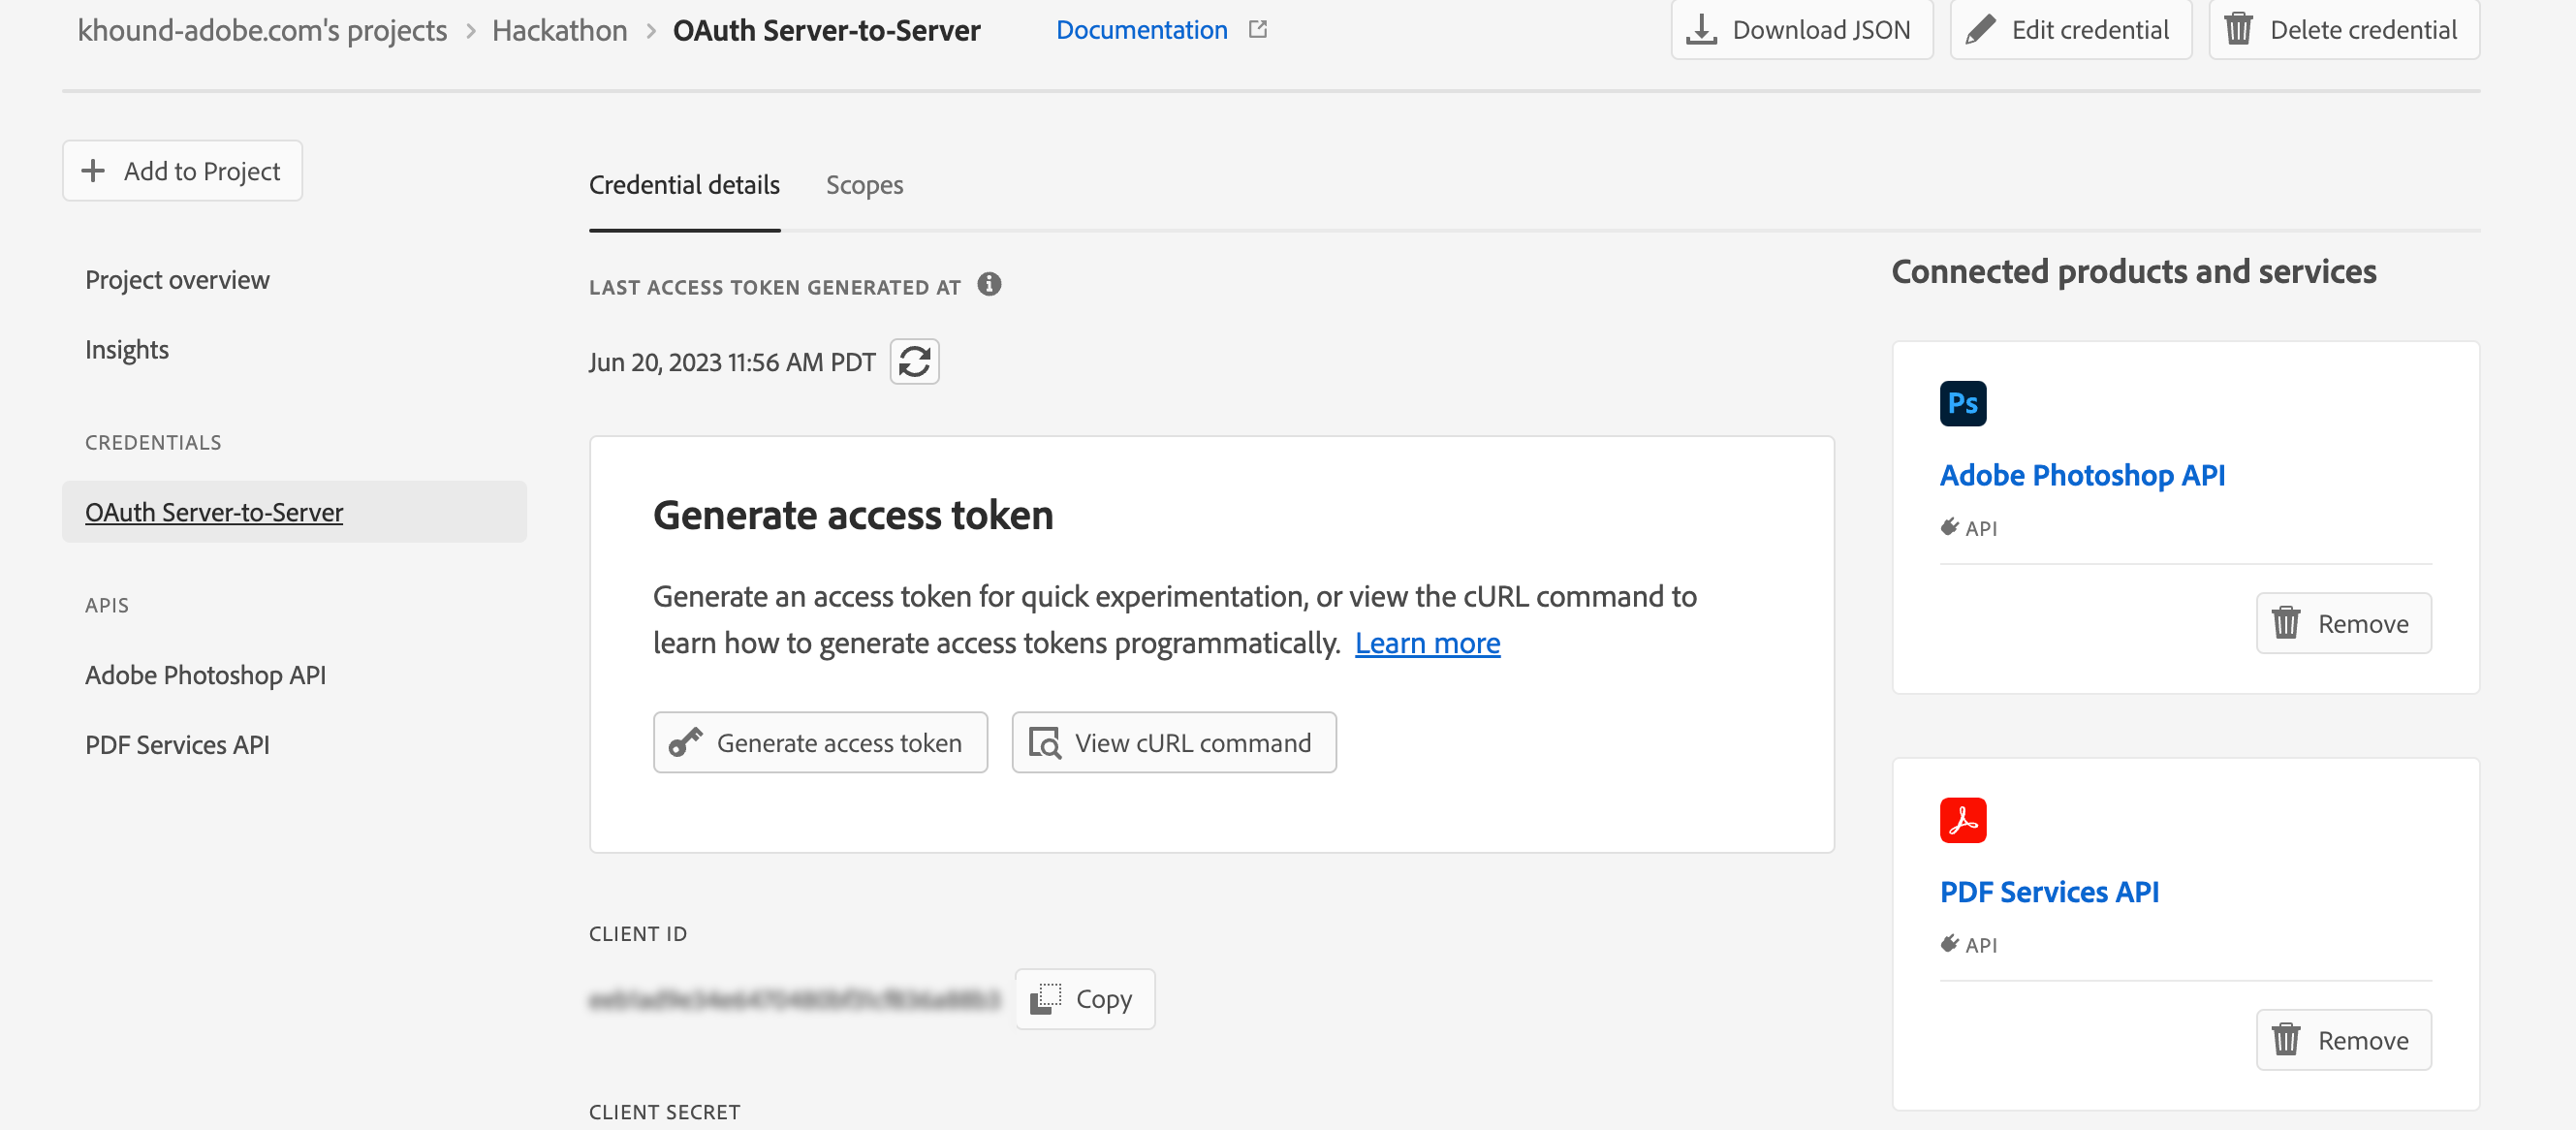 khound-adobe.com's projects > Hackathon > OAuth Server-to-Server Documentation
Download JSON Edit credential Delete credential
Add to Project
Project overview
Insights
CREDENTIALS
OAuth Server-to-Server
APIS
Adobe Photoshop API
PDF Services API
Credential details Scopes
LAST ACCESS TOKEN GENERATED AT
Jun 20, 2023 11:56 AM PDT
Generate access token
Generate an access token for quick experimentation, or view the cURL command to
learn how to generate access tokens programmatically. Learn more
Generate access token View cURL command
CLIENT ID
Copy
CLIENT SECRET
Connected products and services
Ps
Adobe Photoshop API
API
Remove
PDF Services API
API
Remove